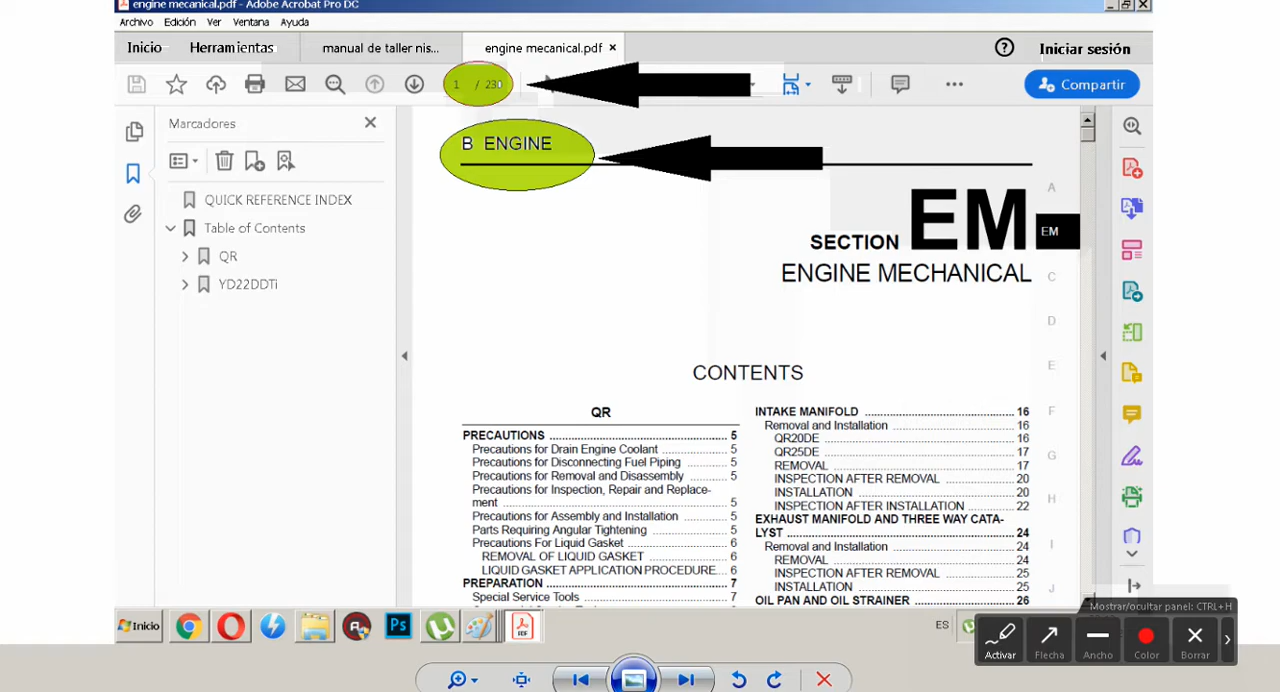 engine mecanical.pdf - Adobe Acrobat Pro DC
Archivo Edición Ver Ventana Ayuda
Inicio Herramientas manual de taller nis... engine mecanical.pdf × Iniciar sesión
1 / 230 Compartir
Marcadores
QUICK REFERENCE INDEX
Table of Contents
QR
YD22DDTi
B ENGINE
A
SECTION EM EM
ENGINE MECHANICAL C
D
E
CONTENTS
F
G
H
I
J
QR
PRECAUTIONS 5
Precautions for Drain Engine Coolant 5
Precautions for Disconnecting Fuel Piping 5
Precautions for Removal and Disassembly 5
Precautions for Inspection, Repair and Replace-
ment 5
Precautions for Assembly and Installation 5
Parts Requiring Angular Tightening 5
Precautions For Liquid Gasket 6
REMOVAL OF LIQUID GASKET 6
LIQUID GASKET APPLICATION PROCEDURE... 6
PREPARATION 7
Special Service Tools 7
INTAKE MANIFOLD 16
Removal and Installation 16
QR20DE 16
QR25DE 17
REMOVAL 17
INSPECTION AFTER REMOVAL 20
INSTALLATION 20
INSPECTION AFTER INSTALLATION 22
EXHAUST MANIFOLD AND THREE WAY CATA-
LYST 24
Removal and Installation 24
REMOVAL 24
INSPECTION AFTER REMOVAL 25
INSTALLATION 25
OIL PAN AND OIL STRAINER 26
Mostrar/ocultar panel: CTRL+H
Activar Flecha Ancho Color Borrar
Inicio Ps PDF ES